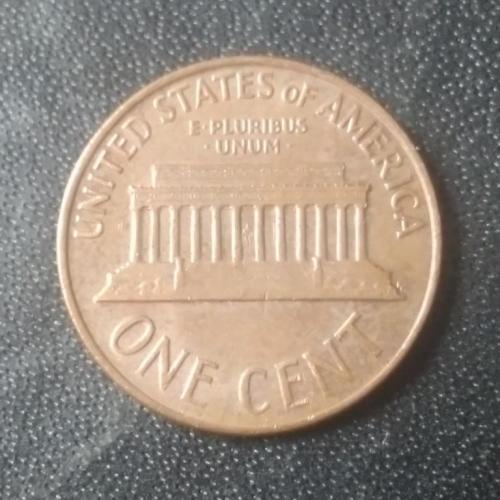 UNITED STATES OF AMERICA
E·PLURIBUS
·UNUM·
ONE CENT